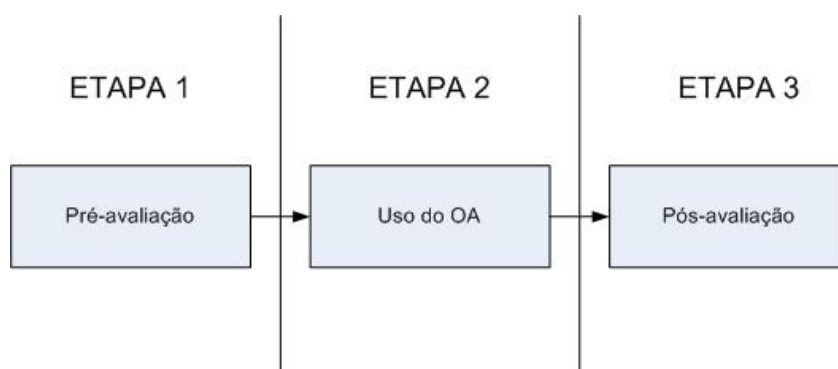 ETAPA 1
ETAPA 2
ETAPA 3
Pré-avaliação
Uso do OA
Pós-avaliação